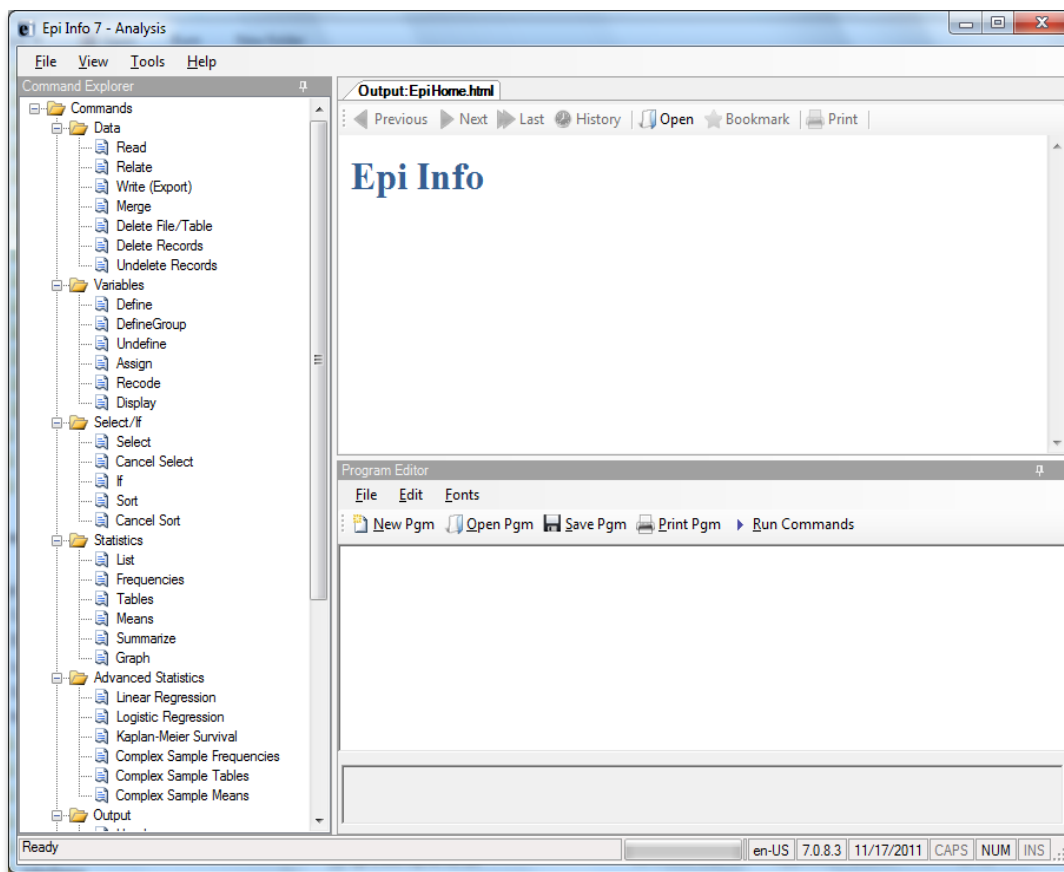 Epi Info 7 - Analysis
File View Tools Help
Command Explorer
Commands
Data
Read
Relate
Write (Export)
Merge
Delete File/Table
Delete Records
Undelete Records
Variables
Define
DefineGroup
Undefine
Assign
Recode
Display
Select/If
Select
Cancel Select
If
Sort
Cancel Sort
Statistics
List
Frequencies
Tables
Means
Summarize
Graph
Advanced Statistics
Linear Regression
Logistic Regression
Kaplan-Meier Survival
Complex Sample Frequencies
Complex Sample Tables
Complex Sample Means
Output
Output:EpiHome.html
Previous Next Last History Open Bookmark Print
Epi Info
Program Editor
File Edit Fonts
New Pgm Open Pgm Save Pgm Print Pgm Run Commands
Ready en-US 7.0.8.3 11/17/2011 CAPS NUM INS